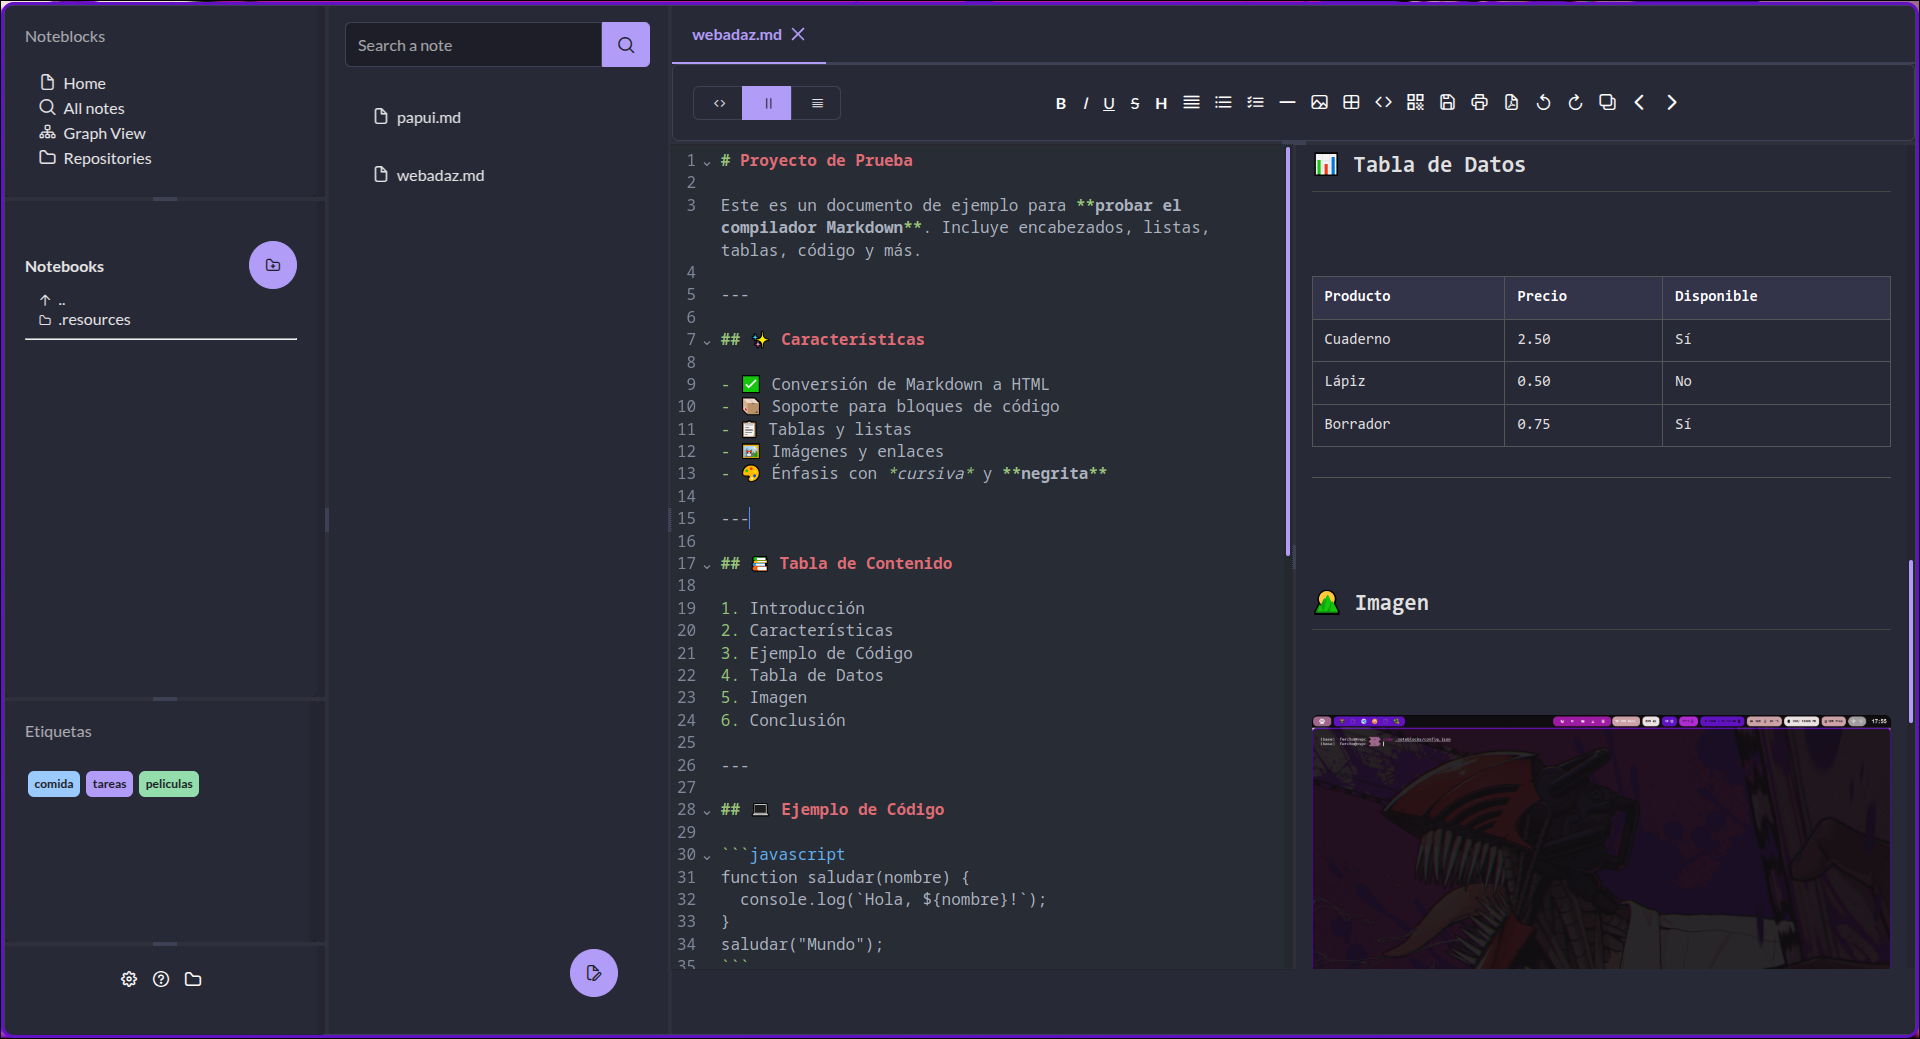 Noteblocks
Home
All notes
Graph View
Repositories
Notebooks
..
.resources
Etiquetas
comida tareas peliculas
Search a note
papui.md
webadaz.md
webadaz.md
B I U S H
1 # Proyecto de Prueba
2
3 Este es un documento de ejemplo para **probar el
compilador Markdown**. Incluye encabezados, listas,
tablas, código y más.
4
5 ---
6
7 ## ✨ Características
8
9 - ✅ Conversión de Markdown a HTML
10 - 📦 Soporte para bloques de código
11 - 📋 Tablas y listas
12 - 🖼️ Imágenes y enlaces
13 - 🎨 Énfasis con *cursiva* y **negrita**
14
15 ---
16
17 ## 📚 Tabla de Contenido
18
19 1. Introducción
20 2. Características
21 3. Ejemplo de Código
22 4. Tabla de Datos
23 5. Imagen
24 6. Conclusión
25
26 ---
27
28 ## 💻 Ejemplo de Código
29
30 ```javascript
31 function saludar(nombre) {
32 console.log(`Hola, ${nombre}!`);
33 }
34 saludar("Mundo");
35 ```
📊 Tabla de Datos
Producto Precio Disponible
Cuaderno 2.50 Sí
Lápiz 0.50 No
Borrador 0.75 Sí
🏞️ Imagen
17:55